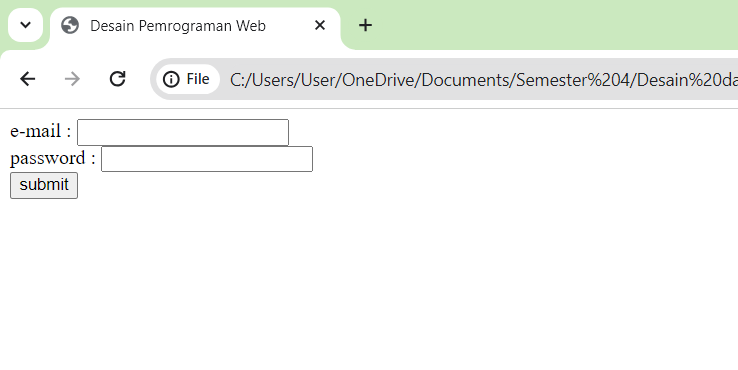 Desain Pemrograman Web
File C:/Users/User/OneDrive/Documents/Semester%204/Desain%20da
e-mail :
password :
submit